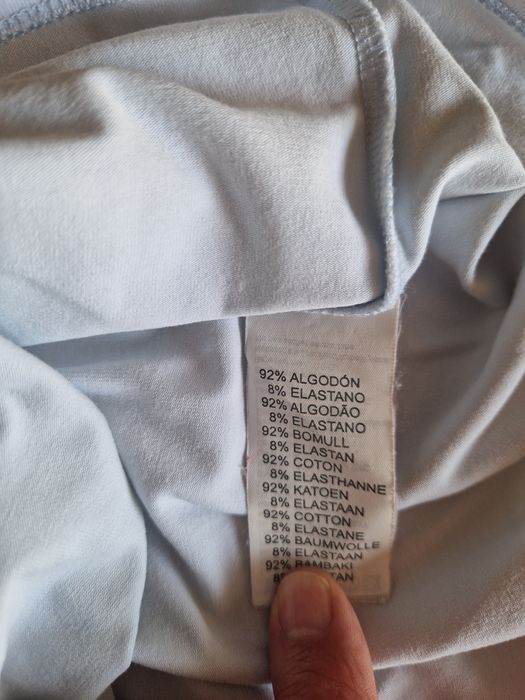 92% ALGODÓN
8% ELASTANO
92% ALGODÃO
8% ELASTANO
92% BOMULL
8% ELASTAN
92% COTON
8% ELASTHANNE
92% KATOEN
8% ELASTAAN
92% COTTON
8% ELASTANE
92% BAUMWOLLE
8% ELASTAAN
92% BAMBAKI